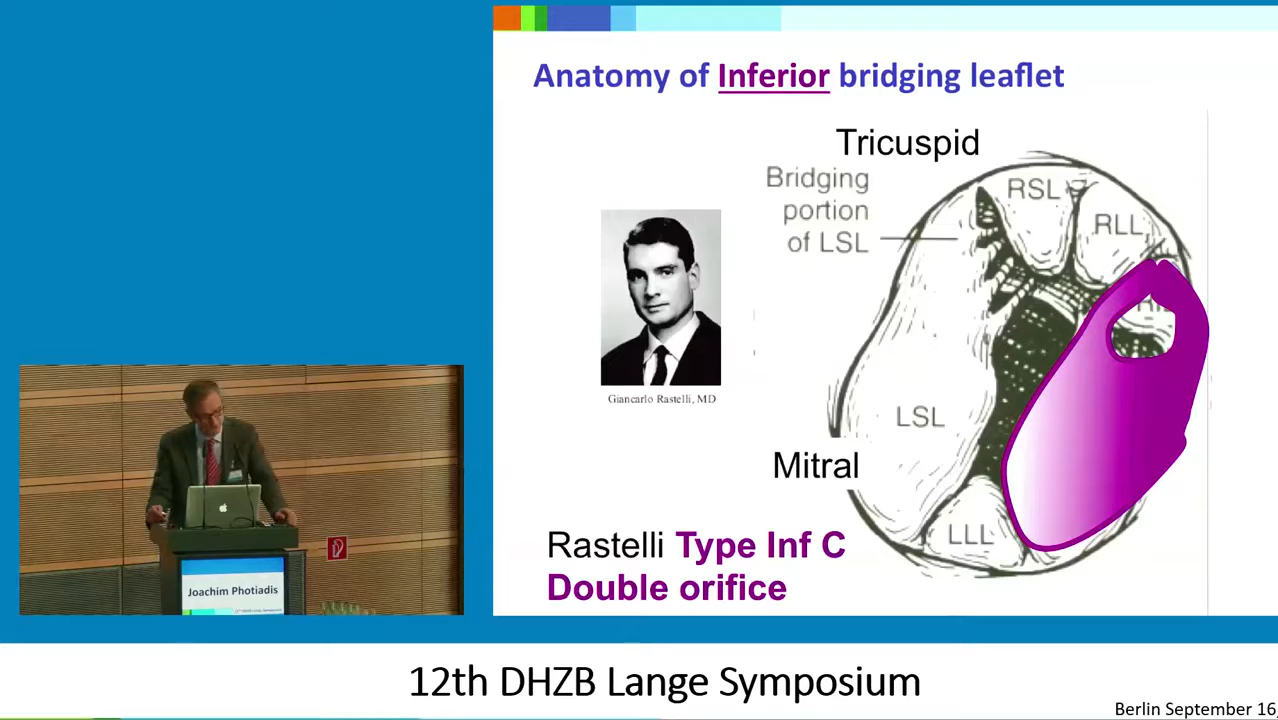 Anatomy of Inferior bridging leaflet
Tricuspid
Bridging
portion
of LSL
RSL
RLL
LSL
Mitral
LLL
Giancarlo Rastelli, MD
Rastelli Type Inf C
Double orifice
Joachim Photiadis
12th DHZB Lange Symposium
Berlin September 16,